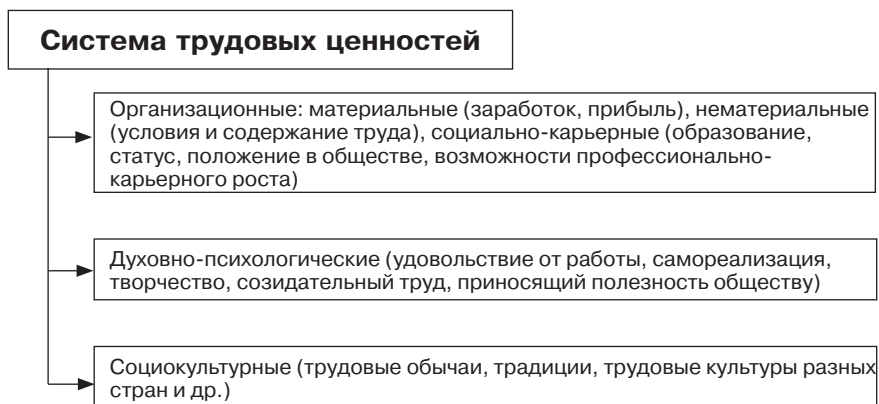 Система трудовых ценностей
Организационные: материальные (заработок, прибыль), нематериальные
(условия и содержание труда), социально-карьерные (образование,
статус, положение в обществе, возможности профессионально-
карьерного роста)
Духовно-психологические (удовольствие от работы, самореализация,
творчество, созидательный труд, приносящий полезность обществу)
Социокультурные (трудовые обычаи, традиции, трудовые культуры разных
стран и др.)